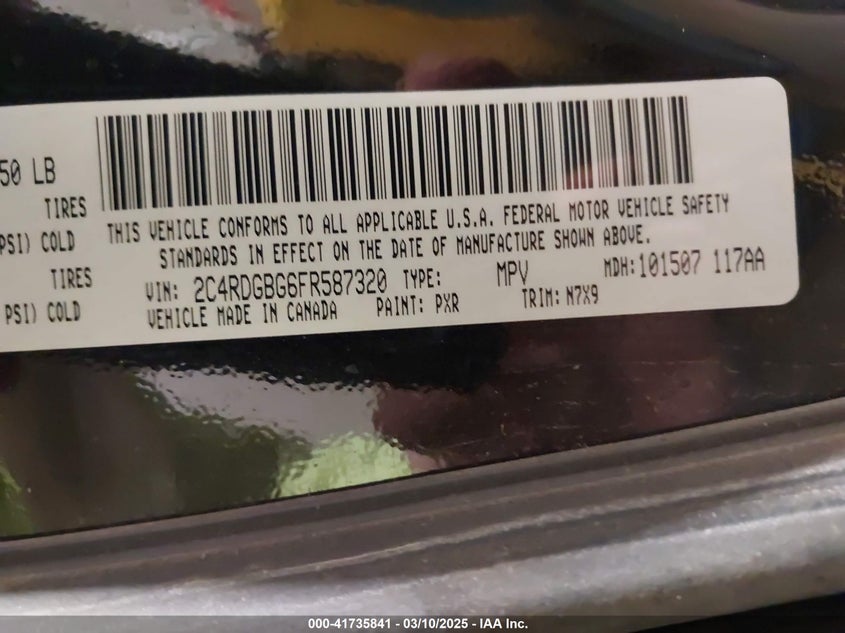 50 LB
TIRES
PSI) COLD
TIRES
PSI) COLD
THIS VEHICLE CONFORMS TO ALL APPLICABLE U.S.A. FEDERAL MOTOR VEHICLE SAFETY
STANDARDS IN EFFECT ON THE DATE OF MANUFACTURE SHOWN ABOVE.
VIN: 2C4RDGBG6FR587320 TYPE: MPV MDH:101507 117AA
VEHICLE MADE IN CANADA PAINT: PXR TRIM: N7X9
000-41735841 - 03/10/2025 - IAA Inc.